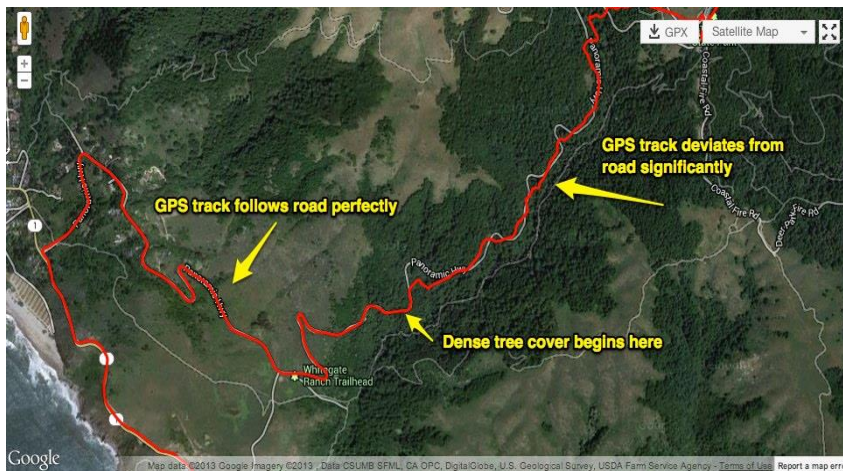 GPX
Satellite Map
Panoramic Hwy
Coastal Fire Rd
GPS track deviates from
road significantly
GPS track follows road perfectly
1
Coastal Fire Rd
Panoramic Hwy
Panoramic Hwy
Dense tree cover begins here
Whitegate
Ranch Trailhead
Google
Map data ©2013 Google Imagery ©2013 , Data CSUMB SFML, CA OPC, DigitalGlobe, U.S. Geological Survey, USDA Farm Service Agency - Terms of Use
Report a map erro